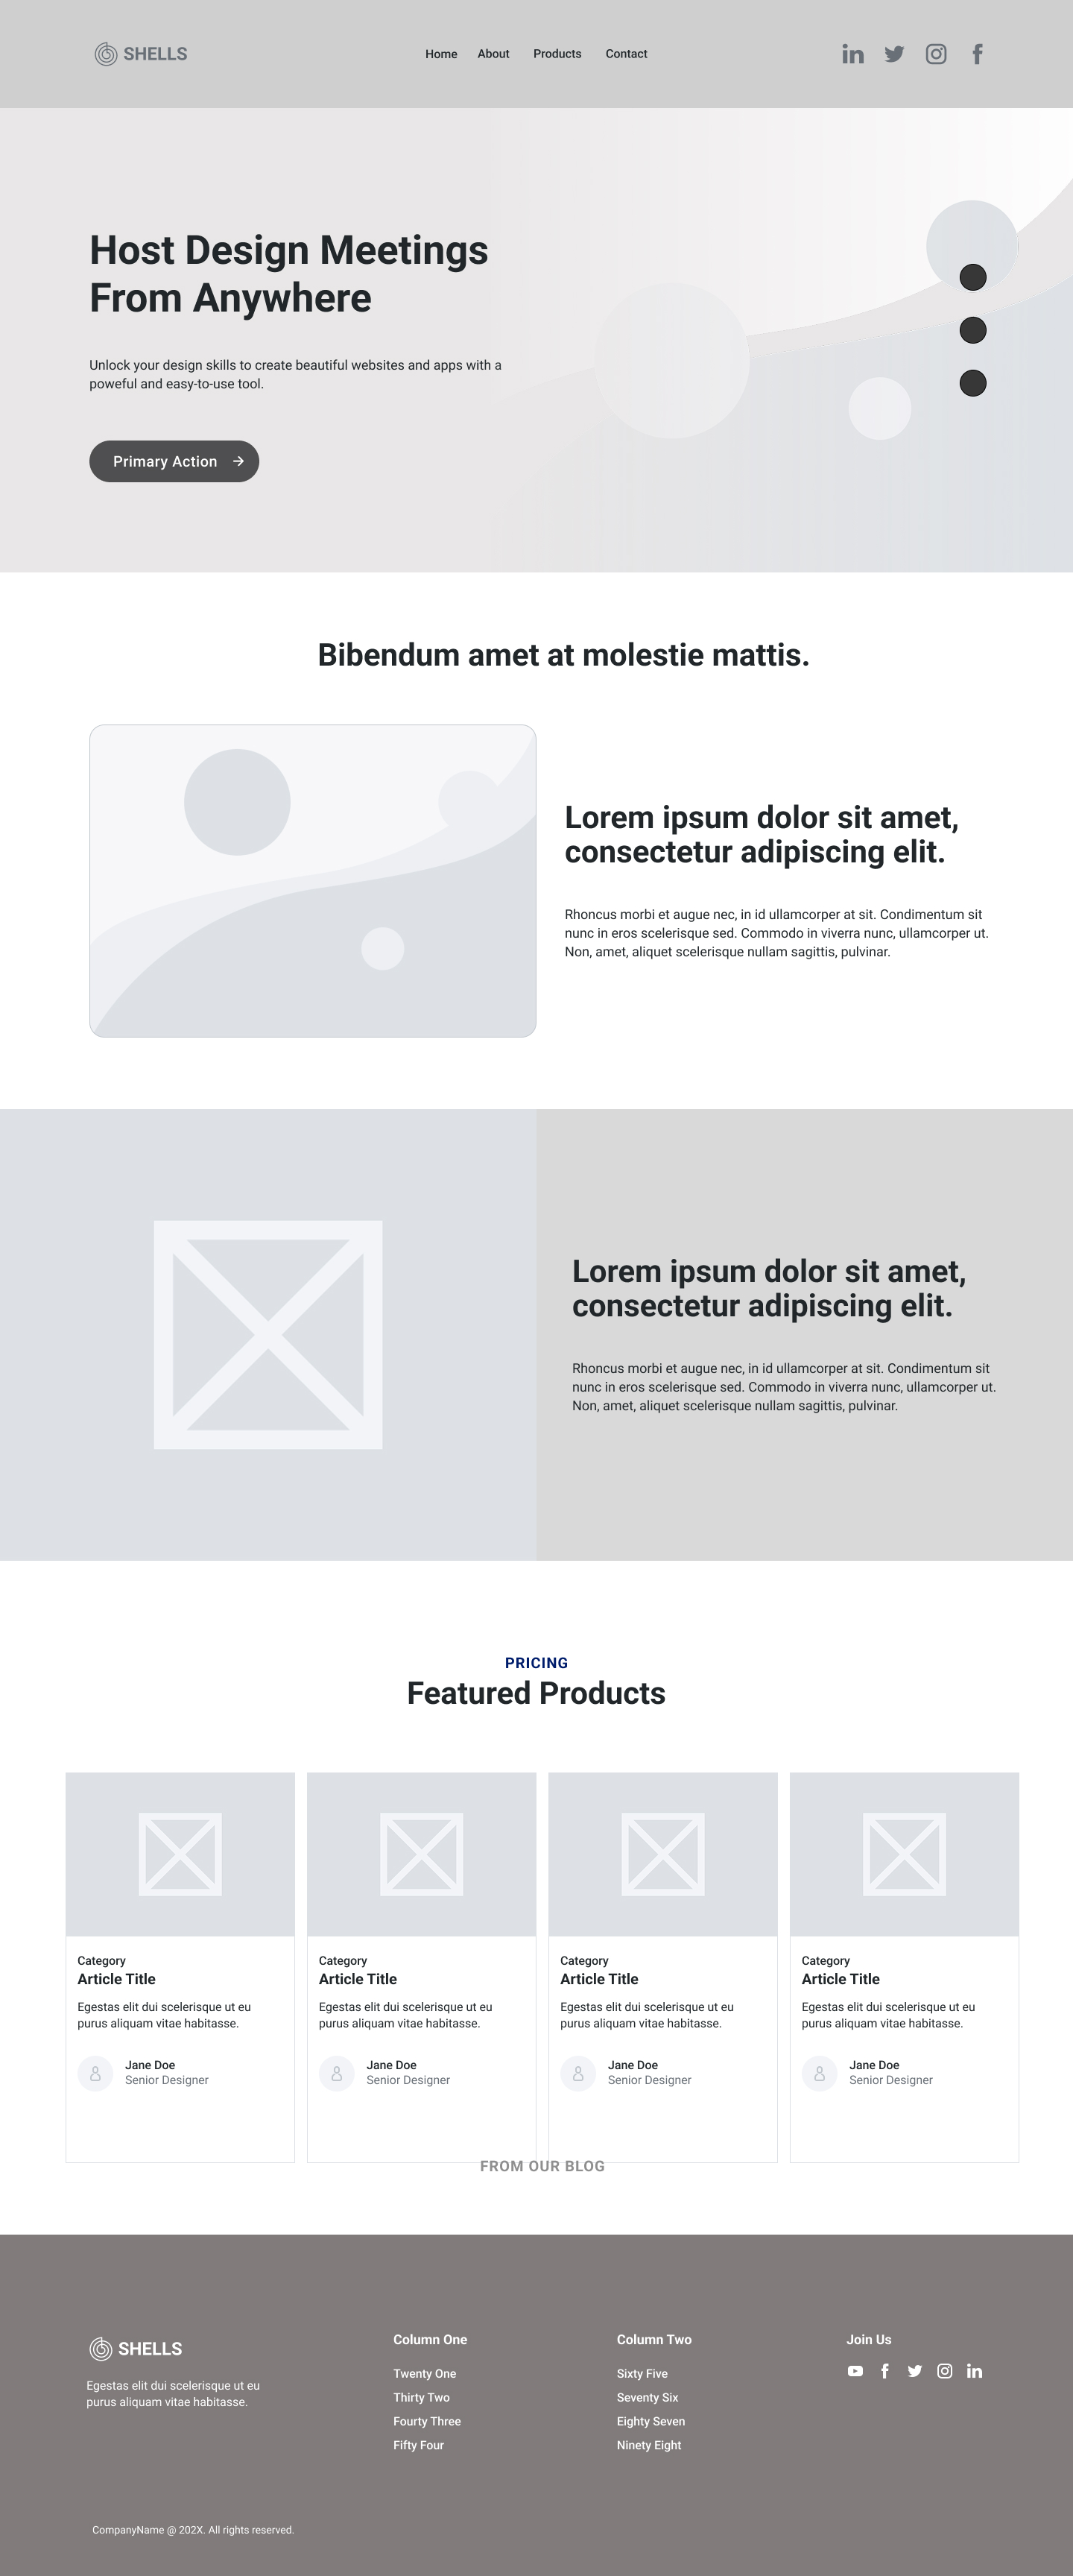 SHELLS
Home About Products Contact
Host Design Meetings
From Anywhere
Unlock your design skills to create beautiful websites and apps with a
poweful and easy-to-use tool.
Primary Action
Bibendum amet at molestie mattis.
Lorem ipsum dolor sit amet,
consectetur adipiscing elit.
Rhoncus morbi et augue nec, in id ullamcorper at sit. Condimentum sit
nunc in eros scelerisque sed. Commodo in viverra nunc, ullamcorper ut.
Non, amet, aliquet scelerisque nullam sagittis, pulvinar.
Lorem ipsum dolor sit amet,
consectetur adipiscing elit.
Rhoncus morbi et augue nec, in id ullamcorper at sit. Condimentum sit
nunc in eros scelerisque sed. Commodo in viverra nunc, ullamcorper ut.
Non, amet, aliquet scelerisque nullam sagittis, pulvinar.
PRICING
Featured Products
Category
Article Title
Egestas elit dui scelerisque ut eu
purus aliquam vitae habitasse.
Jane Doe
Senior Designer
Category
Article Title
Egestas elit dui scelerisque ut eu
purus aliquam vitae habitasse.
Jane Doe
Senior Designer
Category
Article Title
Egestas elit dui scelerisque ut eu
purus aliquam vitae habitasse.
Jane Doe
Senior Designer
Category
Article Title
Egestas elit dui scelerisque ut eu
purus aliquam vitae habitasse.
Jane Doe
Senior Designer
FROM OUR BLOG
SHELLS
Egestas elit dui scelerisque ut eu
purus aliquam vitae habitasse.
Column One
Twenty One
Thirty Two
Fourty Three
Fifty Four
Column Two
Sixty Five
Seventy Six
Eighty Seven
Ninety Eight
Join Us
CompanyName @ 202X. All rights reserved.